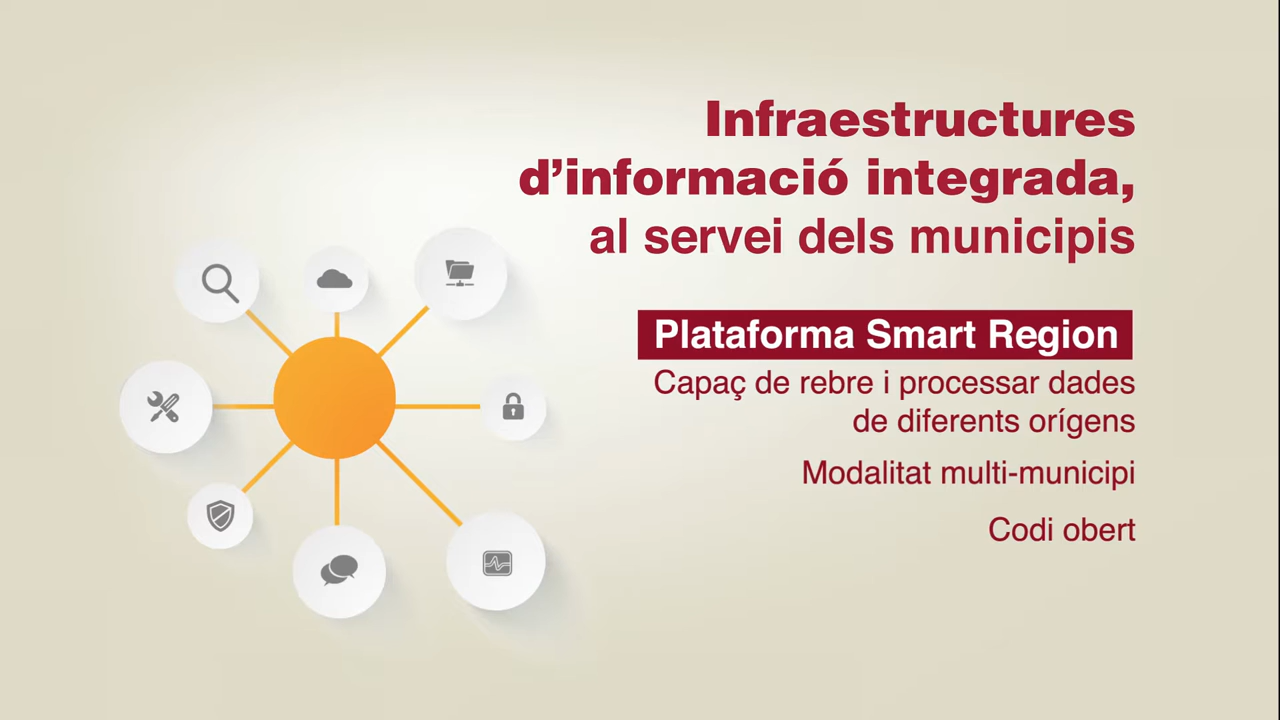 Infraestructures
d’informació integrada,
al servei dels municipis
Plataforma Smart Region
Capaç de rebre i processar dades
de diferents orígens
Modalitat multi-municipi
Codi obert